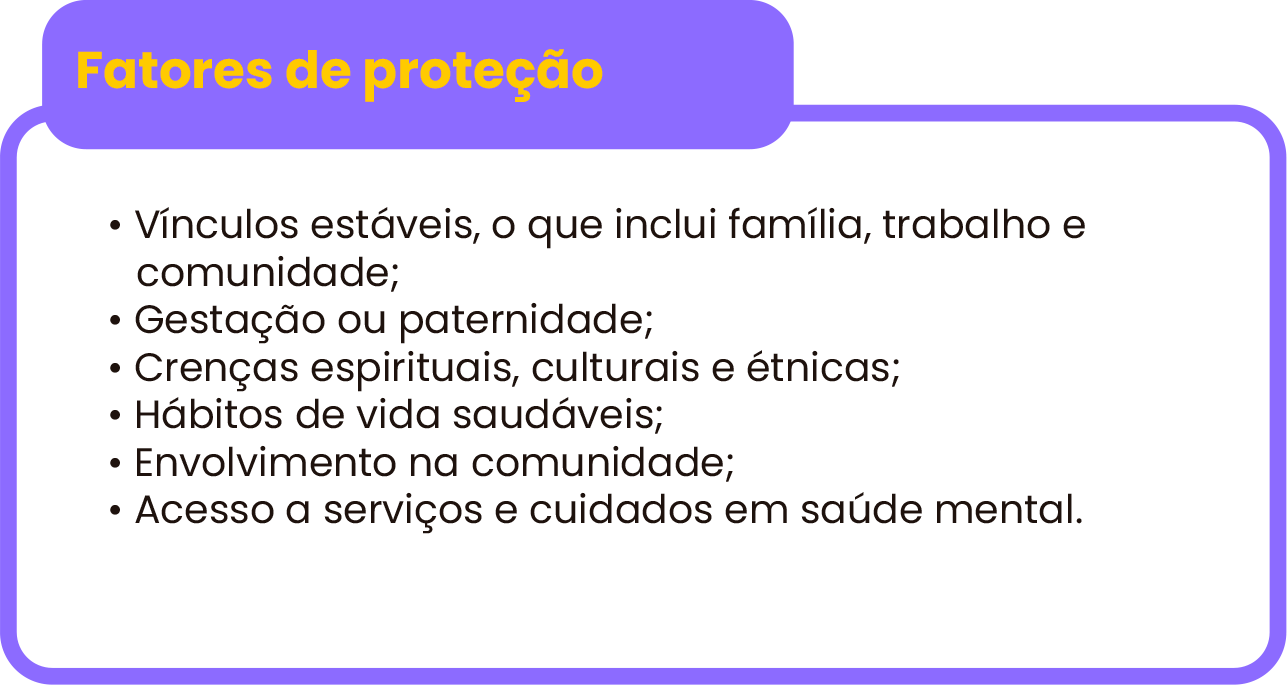 Fatores de proteção
• Vínculos estáveis, o que inclui família, trabalho e
comunidade;
• Gestação ou paternidade;
• Crenças espirituais, culturais e étnicas;
• Hábitos de vida saudáveis;
• Envolvimento na comunidade;
• Acesso a serviços e cuidados em saúde mental.